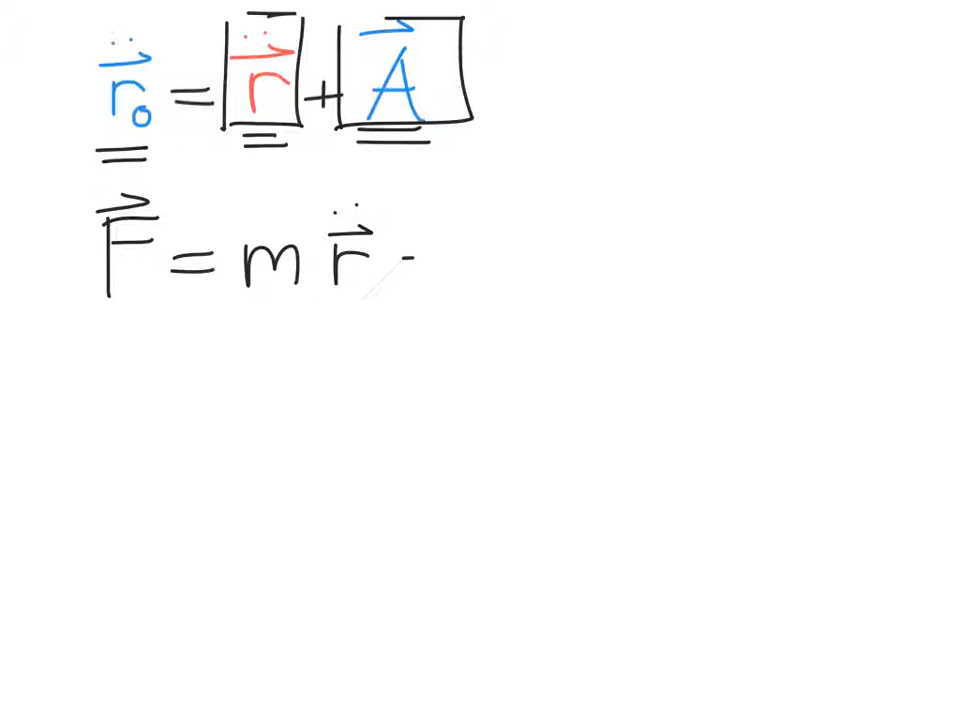 r̈⃗₀ = r̈⃗ + A⃗
F⃗ = m r̈⃗ -